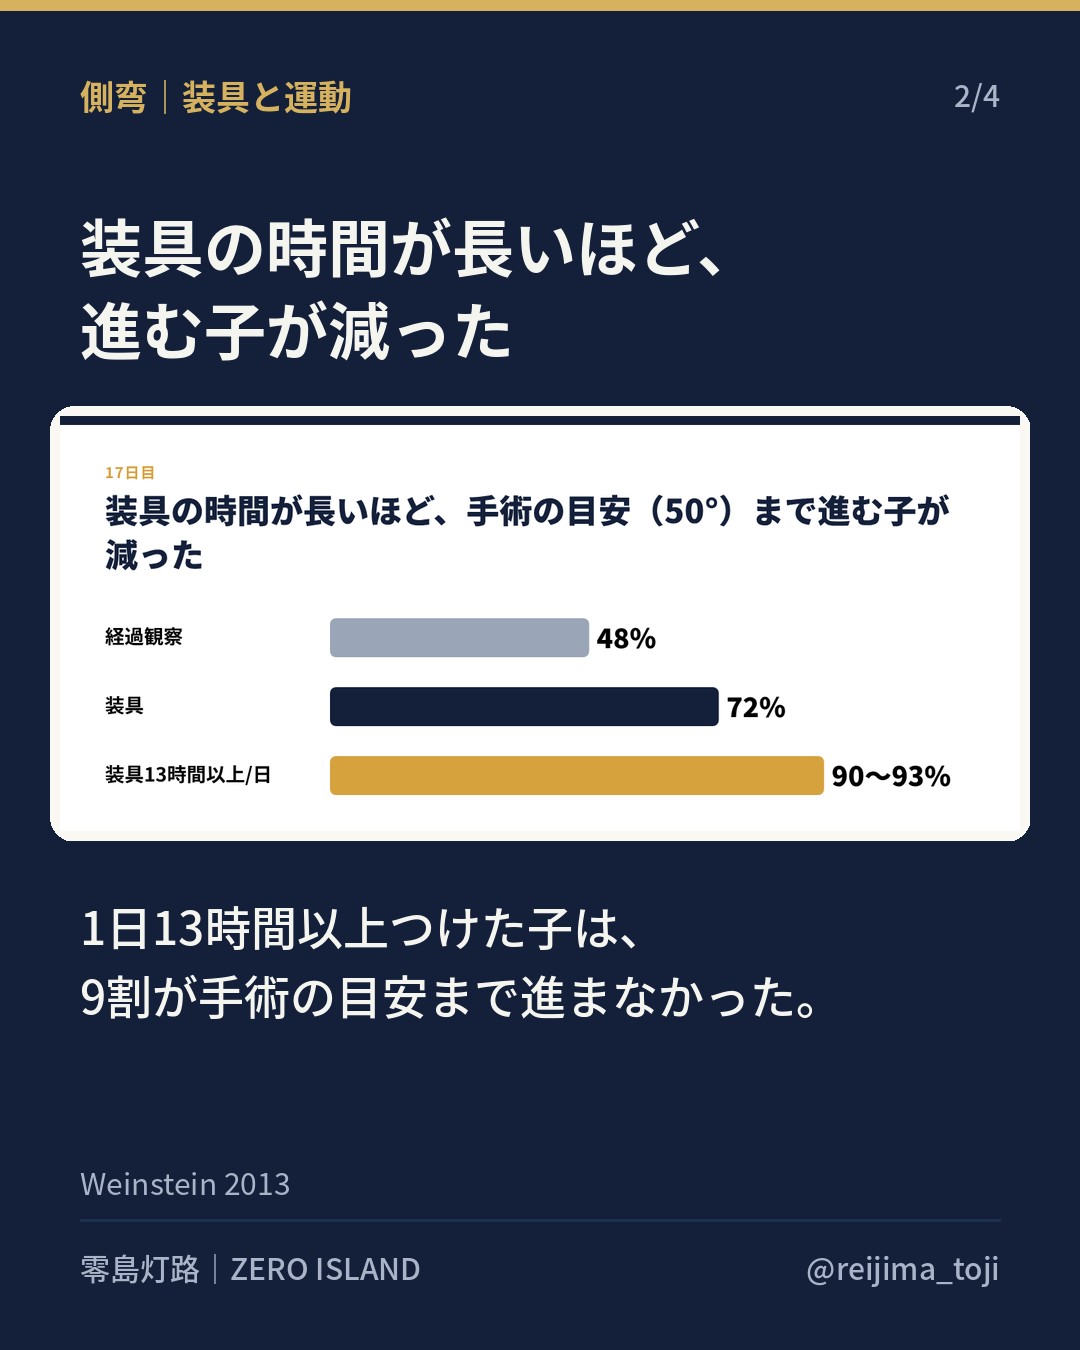 側弯｜装具と運動
2/4
装具の時間が長いほど、
進む子が減った
17日目
装具の時間が長いほど、手術の目安（50°）まで進む子が
減った
経過観察 48%
装具 72%
装具13時間以上/日 90〜93%
1日13時間以上つけた子は、
9割が手術の目安まで進まなかった。
Weinstein 2013
零島灯路｜ZERO ISLAND
@reijima_toji